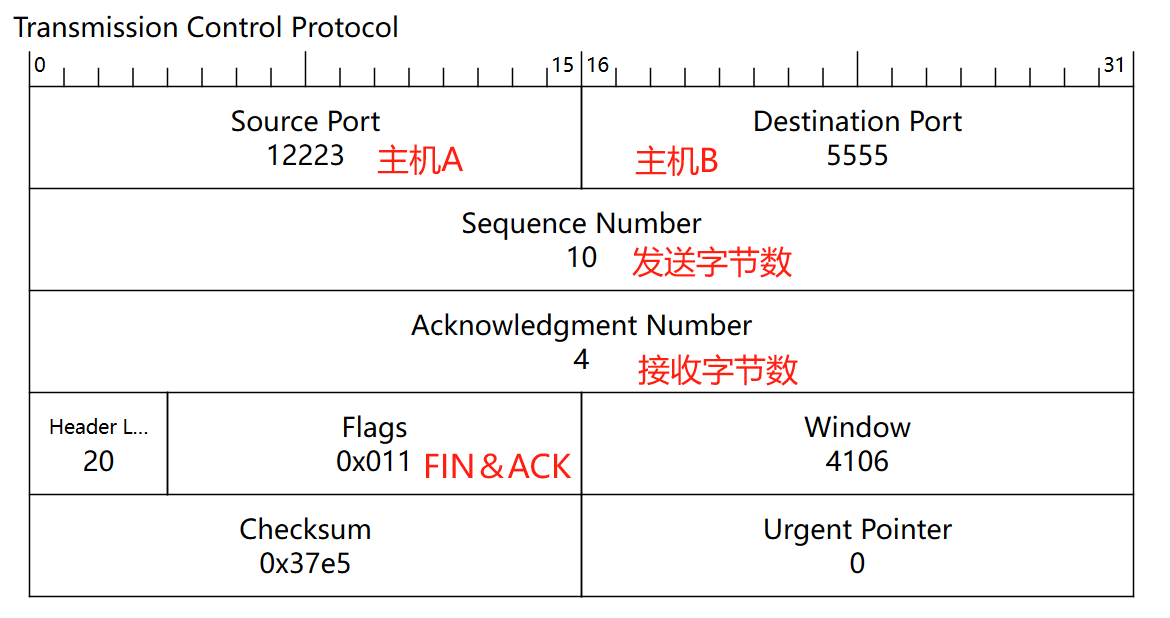 Transmission Control Protocol
0 15 16 31
Source Port Destination Port
12223 主机A 主机B 5555
Sequence Number
10 发送字节数
Acknowledgment Number
4 接收字节数
Header L... Flags Window
20 0x011 FIN&ACK 4106
Checksum Urgent Pointer
0x37e5 0